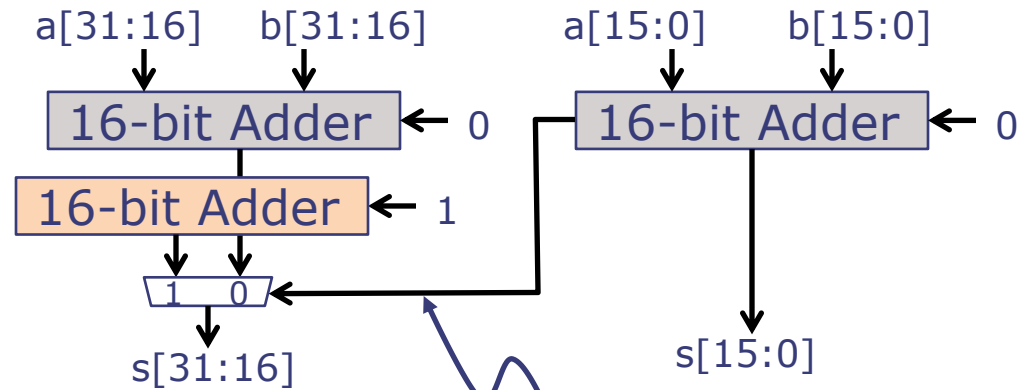 a[31:16] b[31:16] a[15:0] b[15:0]
16-bit Adder 0 16-bit Adder 0
16-bit Adder 1
1 0
s[31:16] s[15:0]